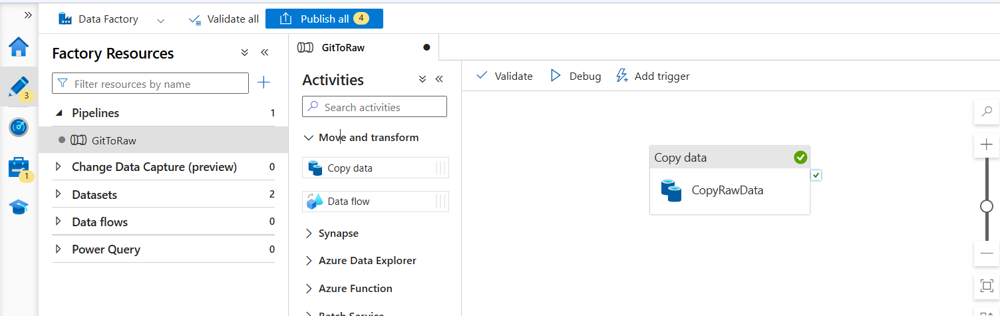 Data Factory
Validate all
Publish all 4
Factory Resources
Filter resources by name
Pipelines 1
GitToRaw
Change Data Capture (preview) 0
Datasets 2
Data flows 0
Power Query 0
3
1
GitToRaw
Activities
Search activities
Move and transform
Copy data
Data flow
Synapse
Azure Data Explorer
Azure Function
Batch Service
Validate
Debug
Add trigger
Copy data
CopyRawData